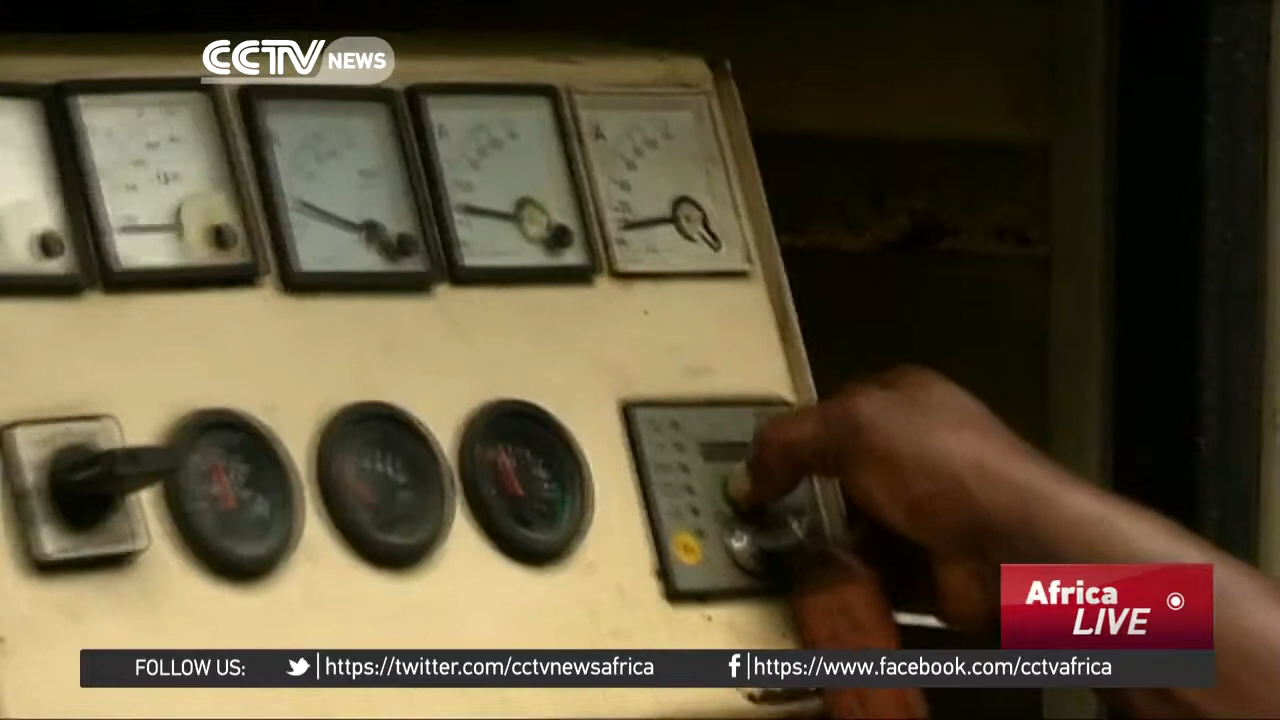 CCTV NEWS
A
A
Africa
LIVE
FOLLOW US: https://twitter.com/cctvnewsafrica https://www.facebook.com/cctvafrica